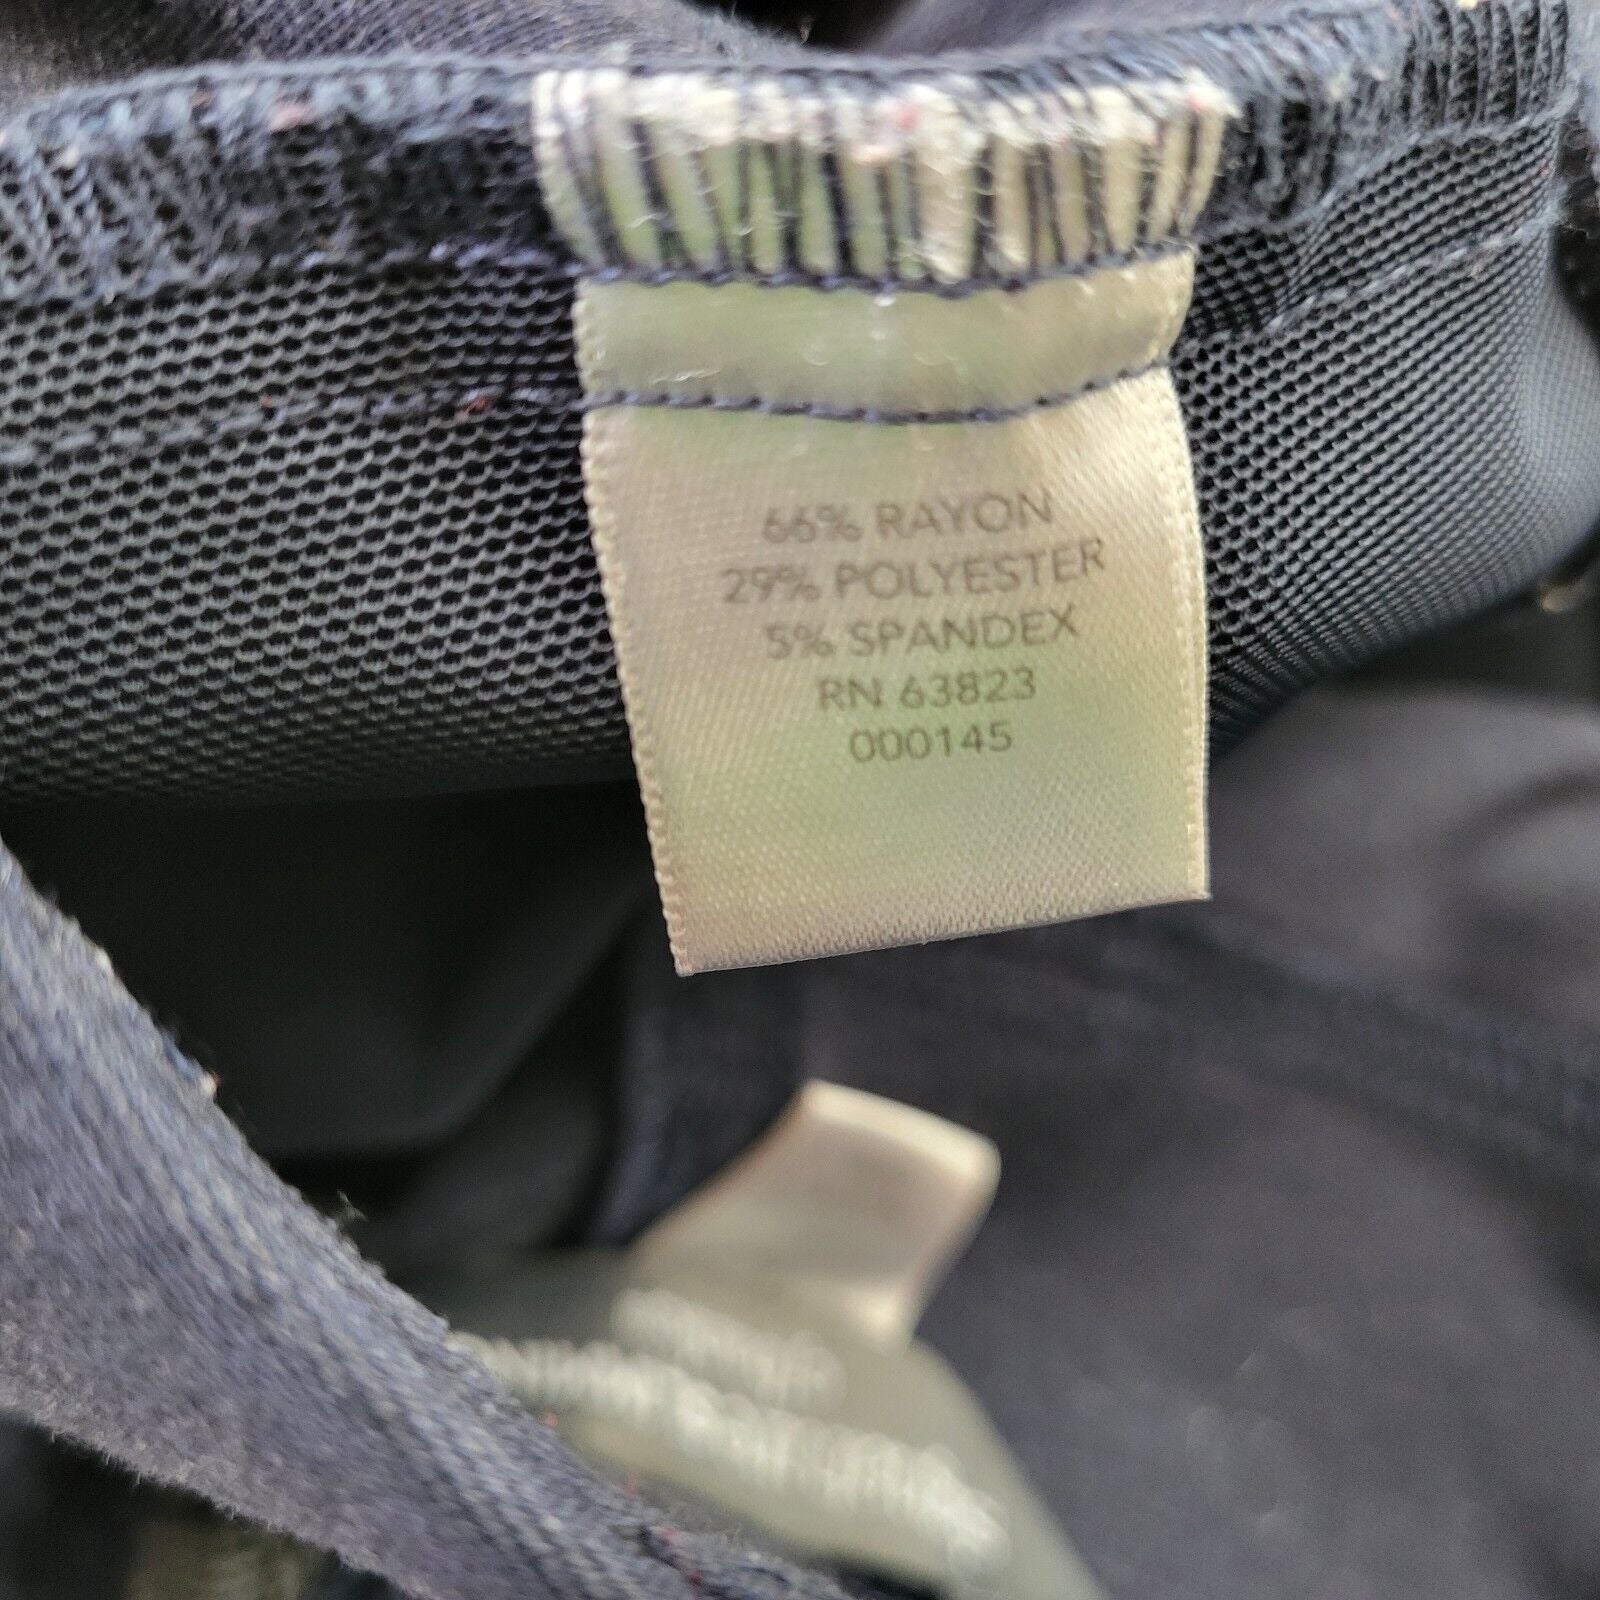 66% RAYON
29% POLYESTER
5% SPANDEX
RN 63823
000145